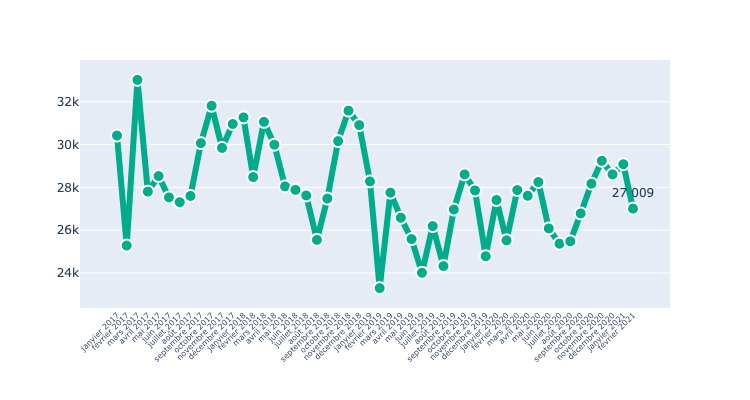 32k
30k
28k
26k
24k
27.009
janvier 2017
février 2017
mars 2017
avril 2017
mai 2017
juin 2017
juillet 2017
août 2017
septembre 2017
octobre 2017
novembre 2017
décembre 2017
janvier 2018
février 2018
mars 2018
avril 2018
mai 2018
juin 2018
juillet 2018
août 2018
septembre 2018
octobre 2018
novembre 2018
décembre 2018
janvier 2019
février 2019
mars 2019
avril 2019
mai 2019
juin 2019
juillet 2019
août 2019
septembre 2019
octobre 2019
novembre 2019
décembre 2019
janvier 2020
février 2020
mars 2020
avril 2020
mai 2020
juin 2020
juillet 2020
août 2020
septembre 2020
octobre 2020
novembre 2020
décembre 2020
janvier 2021
février 2021